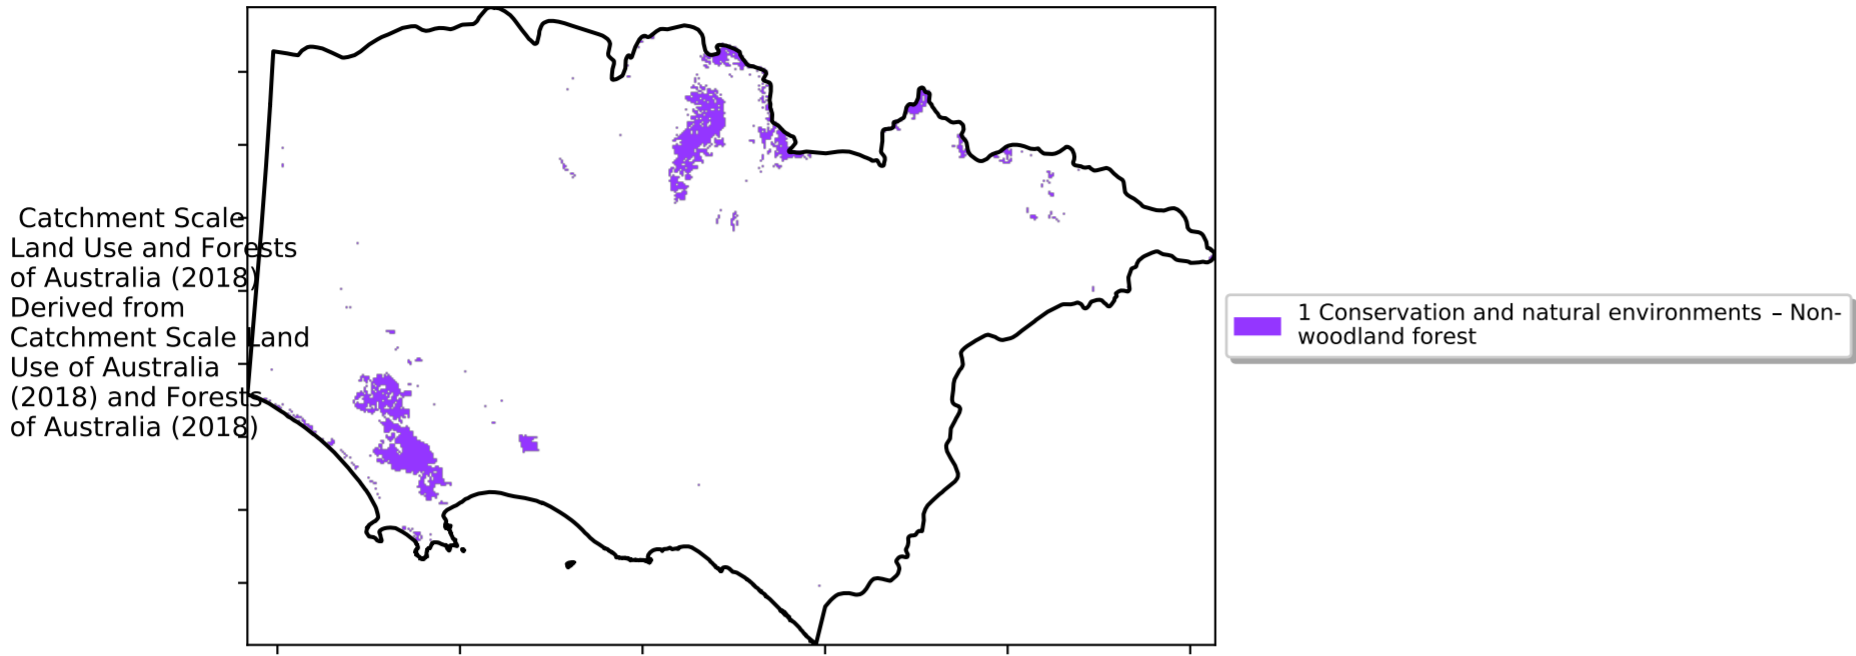 Catchment Scale
Land Use and Forests
of Australia (2018)
Derived from
Catchment Scale Land
Use of Australia
(2018) and Forests
of Australia (2018)
1 Conservation and natural environments – Non-
woodland forest